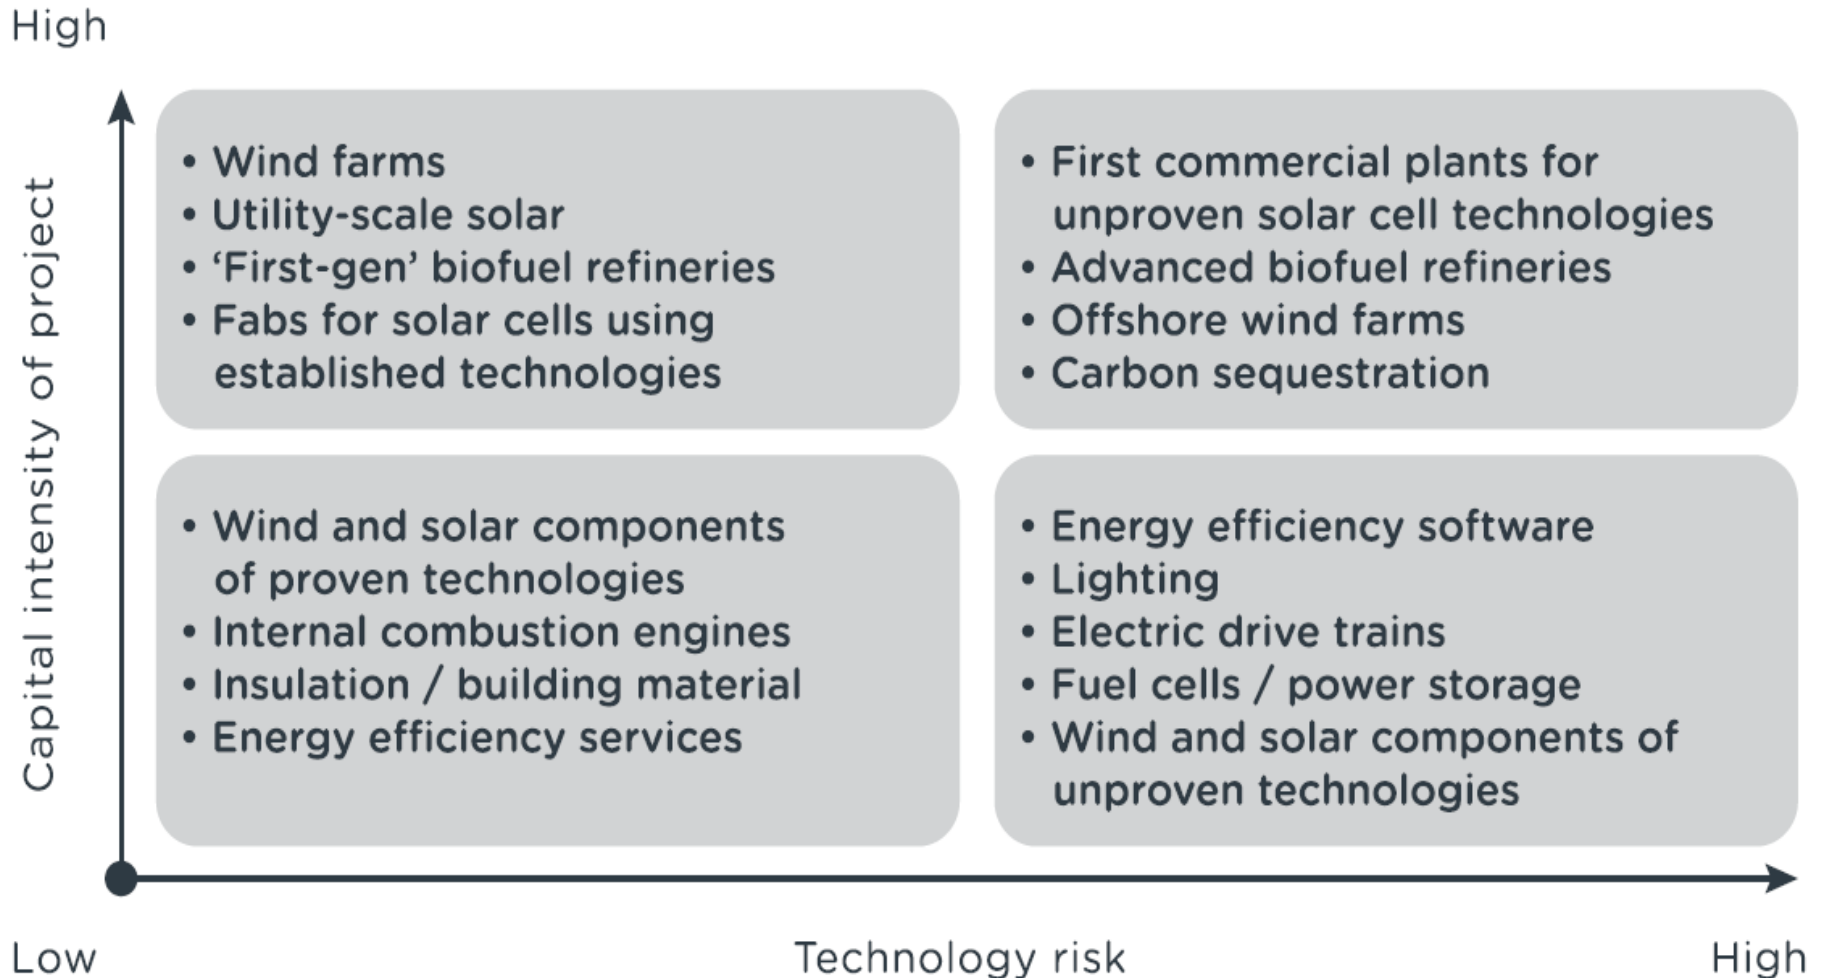 High
Capital intensity of project
• Wind farms
• Utility-scale solar
• ‘First-gen’ biofuel refineries
• Fabs for solar cells using
established technologies
• First commercial plants for
unproven solar cell technologies
• Advanced biofuel refineries
• Offshore wind farms
• Carbon sequestration
• Wind and solar components
of proven technologies
• Internal combustion engines
• Insulation / building material
• Energy efficiency services
• Energy efficiency software
• Lighting
• Electric drive trains
• Fuel cells / power storage
• Wind and solar components of
unproven technologies
Low
Technology risk
High